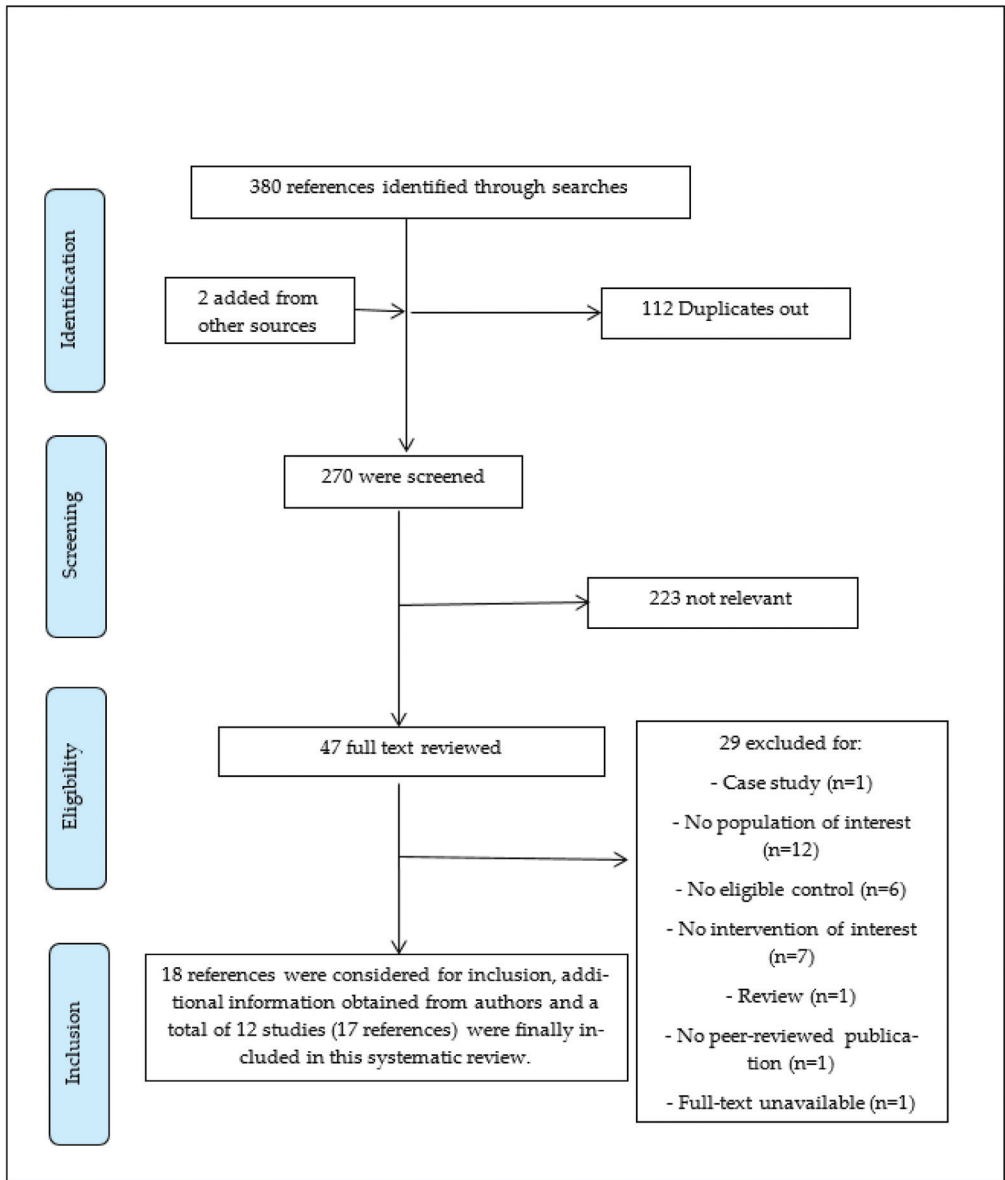 380 references identified through searches
Identification
2 added from
other sources
112 Duplicates out
270 were screened
Screening
223 not relevant
47 full text reviewed
Eligibility
29 excluded for:
- Case study (n=1)
- No population of interest
(n=12)
- No eligible control (n=6)
- No intervention of interest
(n=7)
- Review (n=1)
- No peer-reviewed publica-
tion (n=1)
- Full-text unavailable (n=1)
Inclusion
18 references were considered for inclusion, addi-
tional information obtained from authors and a
total of 12 studies (17 references) were finally in-
cluded in this systematic review.